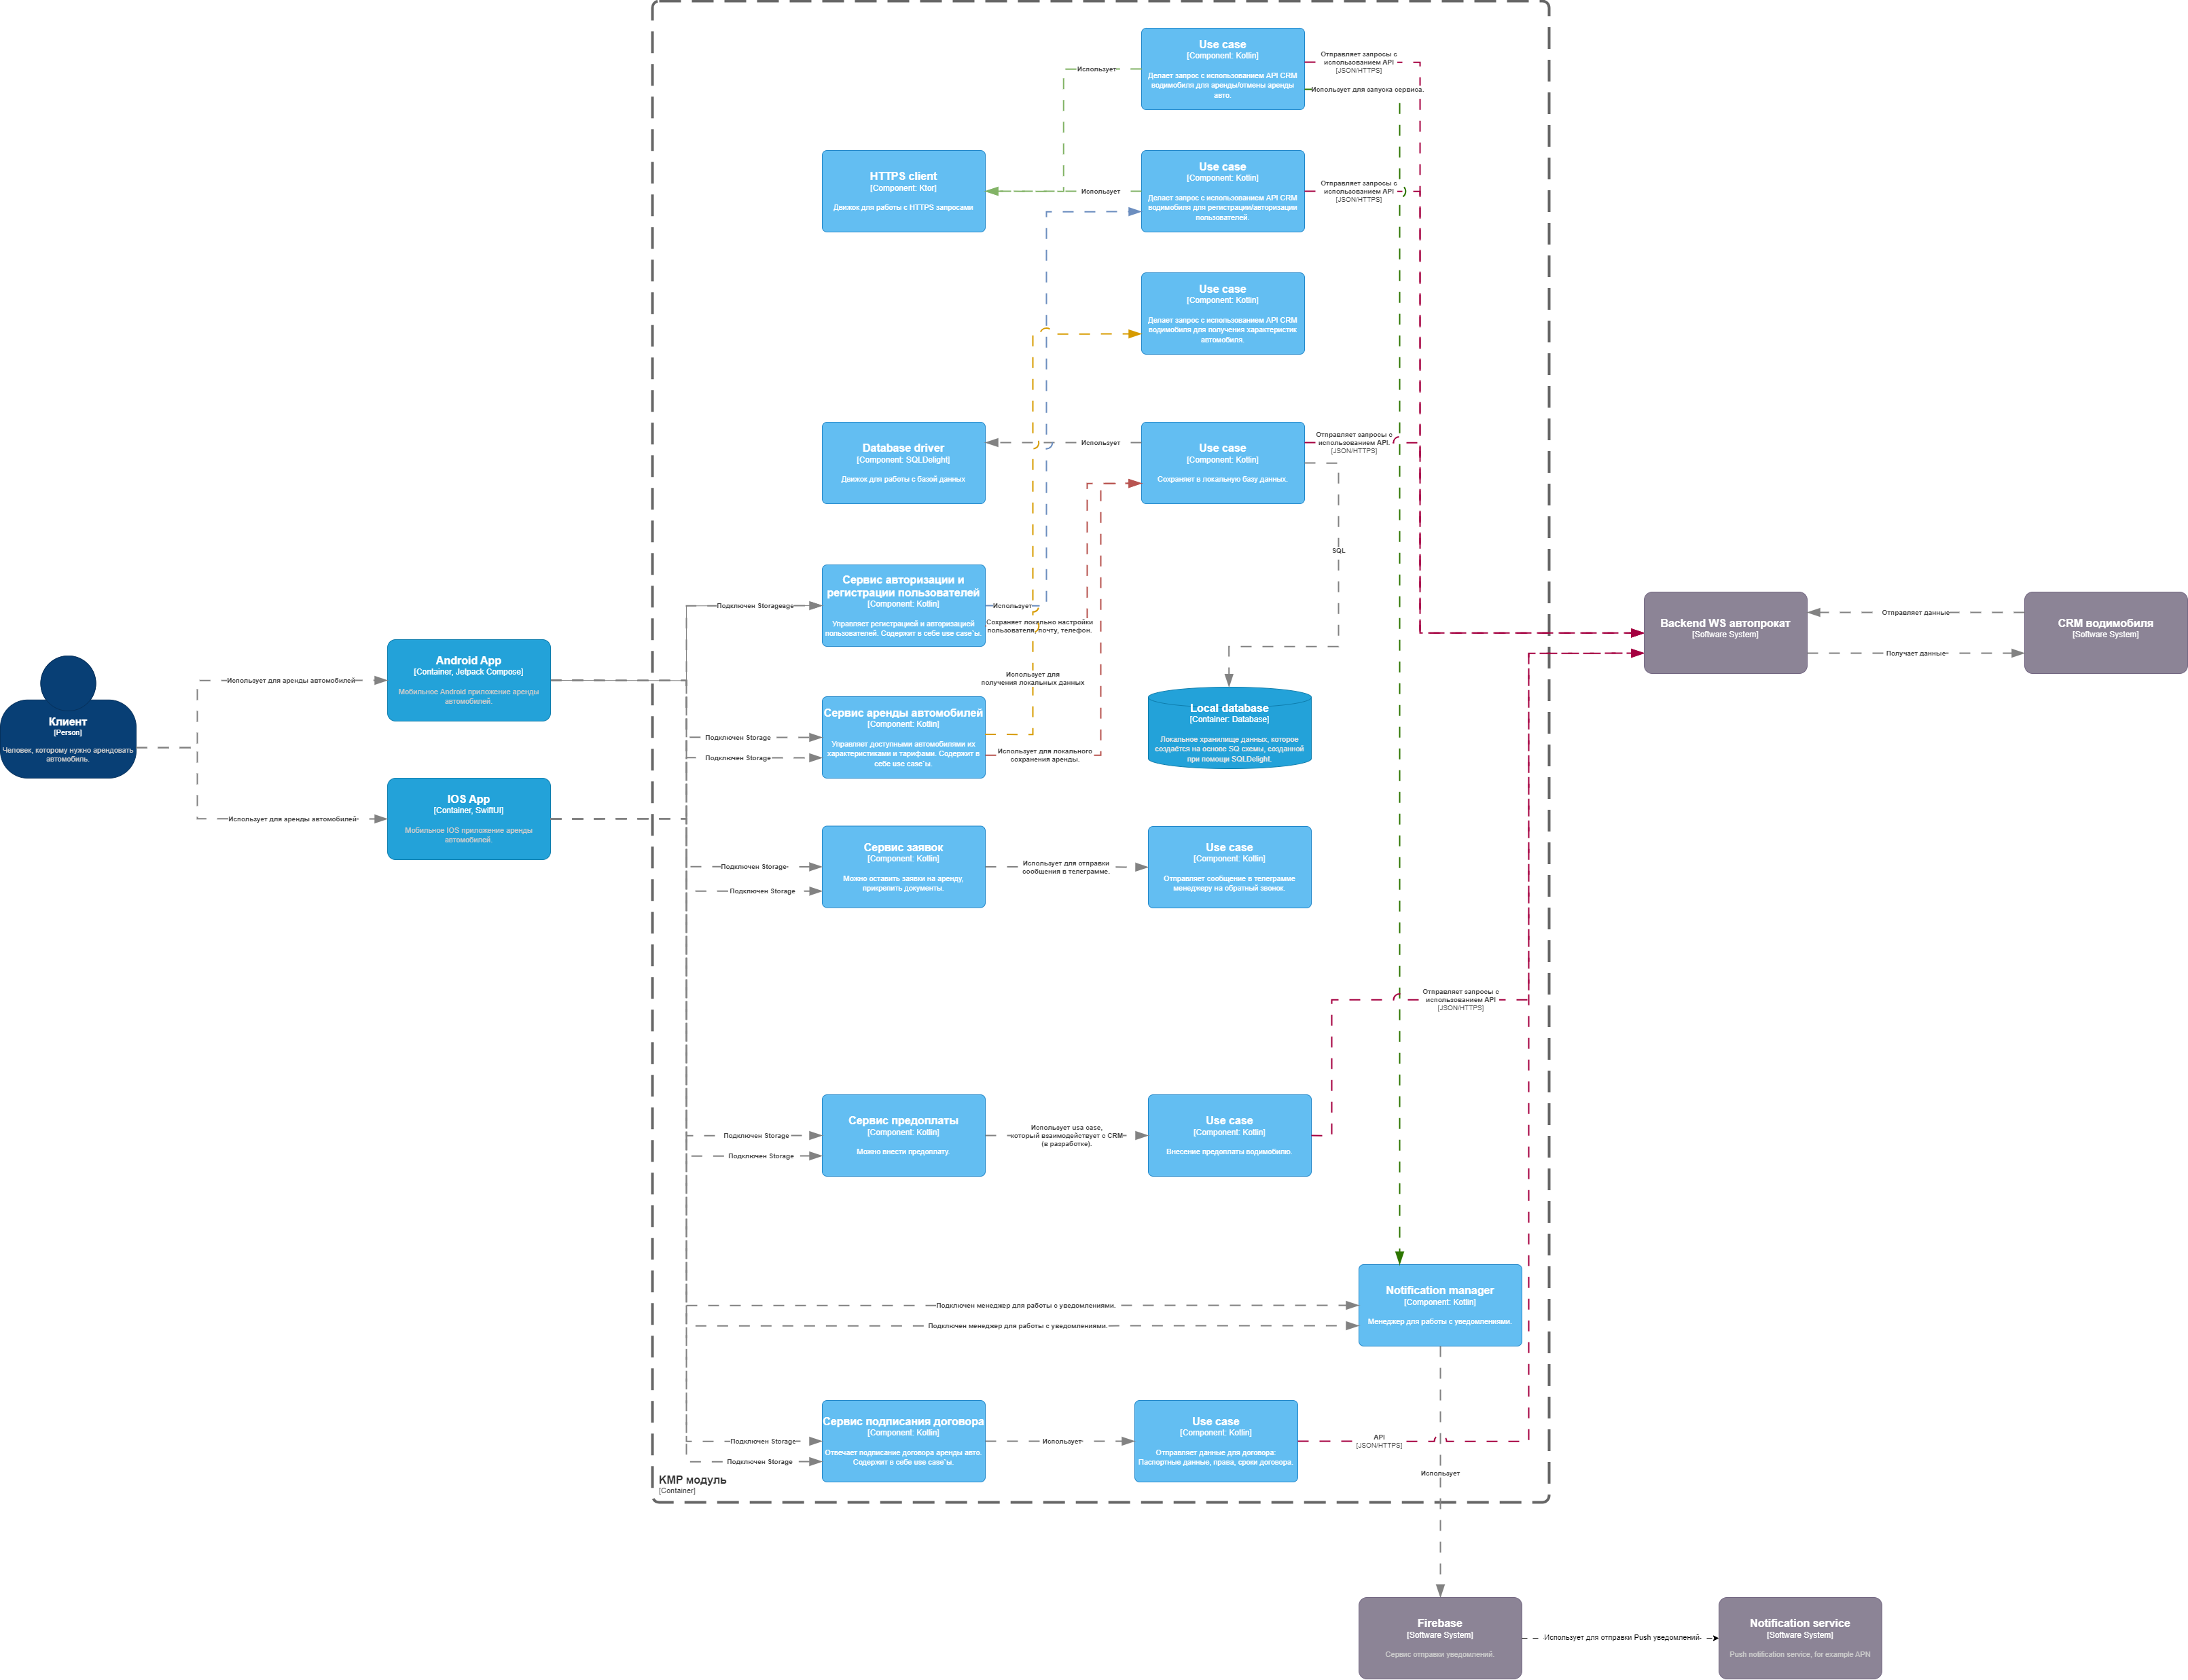 Use case
[Component: Kotlin]
Делает запрос с использованием API CRM
водимобиля для аренды/отмены аренды
авто.
Отправляет запросы с
использованием API
[JSON/HTTPS]
Использует для запуска сервиса.
Использует
HTTPS client
[Component: Ktor]
Движок для работы с HTTPS запросами
Использует
Use case
[Component: Kotlin]
Делает запрос с использованием API CRM
водимобиля для регистрации/авторизации
пользователей.
Отправляет запросы с
использованием API
[JSON/HTTPS]
Use case
[Component: Kotlin]
Делает запрос с использованием API CRM
водимобиля для получения характеристик
автомобиля.
Database driver
[Component: SQLDelight]
Движок для работы с базой данных
Использует
Use case
[Component: Kotlin]
Сохраняет в локальную базу данных.
Отправляет запросы с
использованием API.
[JSON/HTTPS]
SQL
Сервис авторизации и
регистрации пользователей
[Component: Kotlin]
Управляет регистрацией и авторизацией
пользователей. Содержит в себе use case`ы.
Подключен Storageage
Использует
Сохраняет локально настройки
пользователя, почту, телефон.
Backend WS автопрокат
[Software System]
Отправляет данные
Получает данные
CRM водимобиля
[Software System]
Клиент
[Person]
Человек, которому нужно арендовать
автомобиль.
Использует для аренды автомобилей
Android App
[Container, Jetpack Compose]
Мобильное Android приложение аренды
автомобилей.
Использует для аренды автомобилей
IOS App
[Container, SwiftUI]
Мобильное IOS приложение аренды
автомобилей.
Использует для
получения локальных данных
Подключен Storage
Подключен Storage
Сервис аренды автомобилей
[Component: Kotlin]
Управляет доступными автомобилями их
характеристиками и тарифами. Содержит в
себе use case`ы.
Использует для локального
сохранения аренды.
Local database
[Container: Database]
Локальное хранилище данных, которое
создаётся на основе SQ схемы, созданной
при помощи SQLDelight.
Подключен Storage
Подключен Storage
Сервис заявок
[Component: Kotlin]
Можно оставить заявки на аренду,
прикрепить документы.
Использует для отправки
сообщения в телеграмме.
Use case
[Component: Kotlin]
Отправляет сообщение в телеграмме
менеджеру на обратный звонок.
Отправляет запросы с
использованием API
[JSON/HTTPS]
Подключен Storage
Подключен Storage
Сервис предоплаты
[Component: Kotlin]
Можно внести предоплату.
Использует usa case,
который взаимодействует с CRM
(в разработке).
Use case
[Component: Kotlin]
Внесение предоплаты водимобилю.
Подключен менеджер для работы с уведомлениями.
Подключен менеджер для работы с уведомлениями.
Notification manager
[Component: Kotlin]
Менеджер для работы с уведомлениями.
Подключен Storage
Подключен Storage
Сервис подписания договора
[Component: Kotlin]
Отвечает подписание договора аренды авто.
Содержит в себе use case`ы.
Использует
Use case
[Component: Kotlin]
Отправляет данные для договора:
Паспортные данные, права, сроки договора.
API
[JSON/HTTPS]
Использует
KMP модуль
[Container]
Firebase
[Software System]
Сервис отправки уведомлений.
Использует для отправки Push уведомлений
Notification service
[Software System]
Push notification service, for example APN